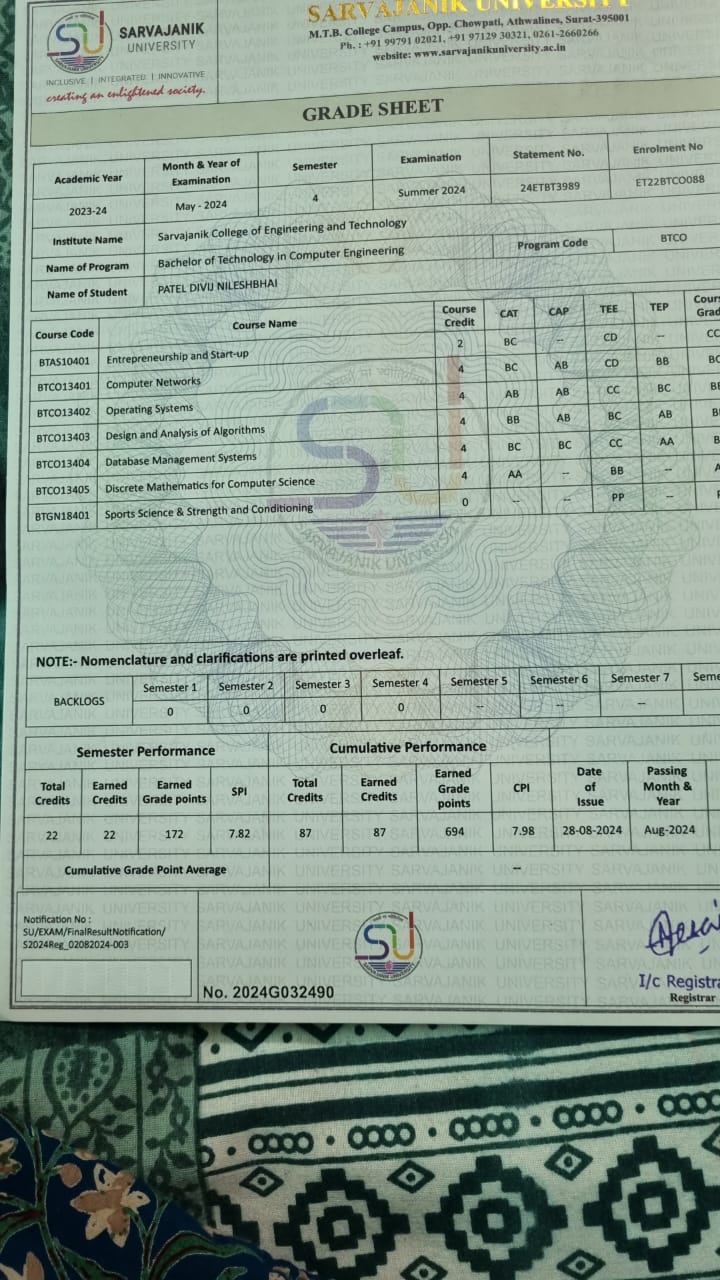 SARVAJANIK
UNIVERSITY
INCLUSIVE | INTEGRATED | INNOVATIVE
creating an enlightened society.
SARVAJANIK UNIVERSITY
M.T.B. College Campus, Opp. Chowpati, Athwalines, Surat-395001
Ph. : +91 99791 02021, +91 97129 30321, 0261-2660266
website: www.sarvajanikuniversity.ac.in
GRADE SHEET
Academic Year Month & Year of Examination Semester Examination Statement No. Enrolment No
2023-24 May - 2024 4 Summer 2024 24ETBT3989 ET22BTCO088
Institute Name Sarvajanik College of Engineering and Technology
Name of Program Bachelor of Technology in Computer Engineering Program Code BTCO
Name of Student PATEL DIVIJ NILESHBHAI
Course Code Course Name Course Credit CAT CAP TEE TEP Cour Grad
BTAS10401 Entrepreneurship and Start-up 2 BC -- CD -- CC
BTCO13401 Computer Networks 4 BC AB CD BB BC
BTCO13402 Operating Systems 4 AB AB CC BC
BTCO13403 Design and Analysis of Algorithms 4 BB AB BC AB
BTCO13404 Database Management Systems 4 BC BC CC AA
BTCO13405 Discrete Mathematics for Computer Science 4 AA -- BB --
BTGN18401 Sports Science & Strength and Conditioning 0 -- -- PP --
NOTE:- Nomenclature and clarifications are printed overleaf.
BACKLOGS Semester 1 Semester 2 Semester 3 Semester 4 Semester 5 Semester 6 Semester 7 Seme
0 0 0 0 -- -- --
Semester Performance Cumulative Performance
Total Credits Earned Credits Earned Grade points SPI Total Credits Earned Credits Earned Grade points CPI Date of Issue Passing Month & Year
22 22 172 7.82 87 87 694 7.98 28-08-2024 Aug-2024
Cumulative Grade Point Average --
Notification No :
SU/EXAM/FinalResultNotification/
S2024Reg_02082024-003
No. 2024G032490
I/c Registra
Registrar